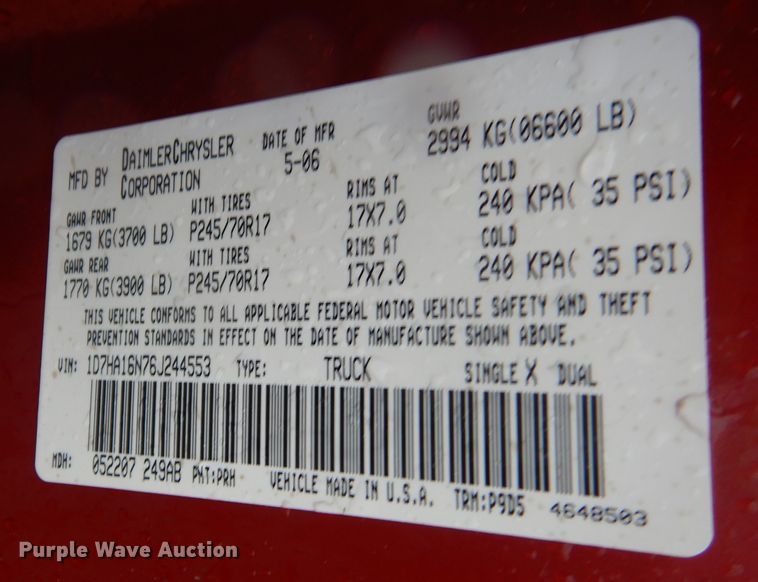 MFD BY DAIMLERCHRYSLER CORPORATION DATE OF MFR 5-06 GVWR 2994 KG(06600 LB)
GAWR FRONT WITH TIRES RIMS AT COLD
1679 KG(3700 LB) P245/70R17 17X7.0 240 KPA( 35 PSI)
GAWR REAR WITH TIRES RIMS AT COLD
1770 KG(3900 LB) P245/70R17 17X7.0 240 KPA( 35 PSI)
THIS VEHICLE CONFORMS TO ALL APPLICABLE FEDERAL MOTOR VEHICLE SAFETY AND THEFT
PREVENTION STANDARDS IN EFFECT ON THE DATE OF MANUFACTURE SHOWN ABOVE.
VIN: 1D7HA16N76J244553 TYPE: TRUCK SINGLE X DUAL
MDH: 052207 249AB PNT:PRH VEHICLE MADE IN U.S.A. TRM:P9D5 4648503
Purple Wave Auction